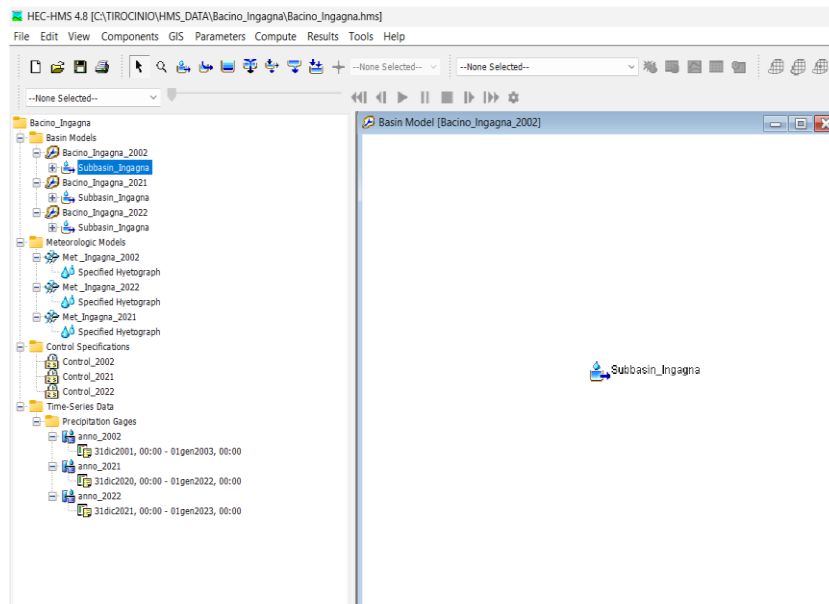 HEC-HMS 4.8 [C:\TIROCINIO\HMS_DATA\Bacino_Ingagna\Bacino_Ingagna.hms]
File Edit View Components GIS Parameters Compute Results Tools Help
--None Selected-- --None Selected--
--None Selected--
Bacino_Ingagna
Basin Models
Bacino_Ingagna_2002
Subbasin_Ingagna
Bacino_Ingagna_2021
Subbasin_Ingagna
Bacino_Ingagna_2022
Subbasin_Ingagna
Meteorologic Models
Met _Ingagna_2002
Specified Hyetograph
Met _Ingagna_2022
Specified Hyetograph
Met_Ingagna_2021
Specified Hyetograph
Control Specifications
Control_2002
Control_2021
Control_2022
Time-Series Data
Precipitation Gages
anno_2002
31dic2001, 00:00 - 01gen2003, 00:00
anno_2021
31dic2020, 00:00 - 01gen2022, 00:00
anno_2022
31dic2021, 00:00 - 01gen2023, 00:00
Basin Model [Bacino_Ingagna_2002]
Subbasin_Ingagna